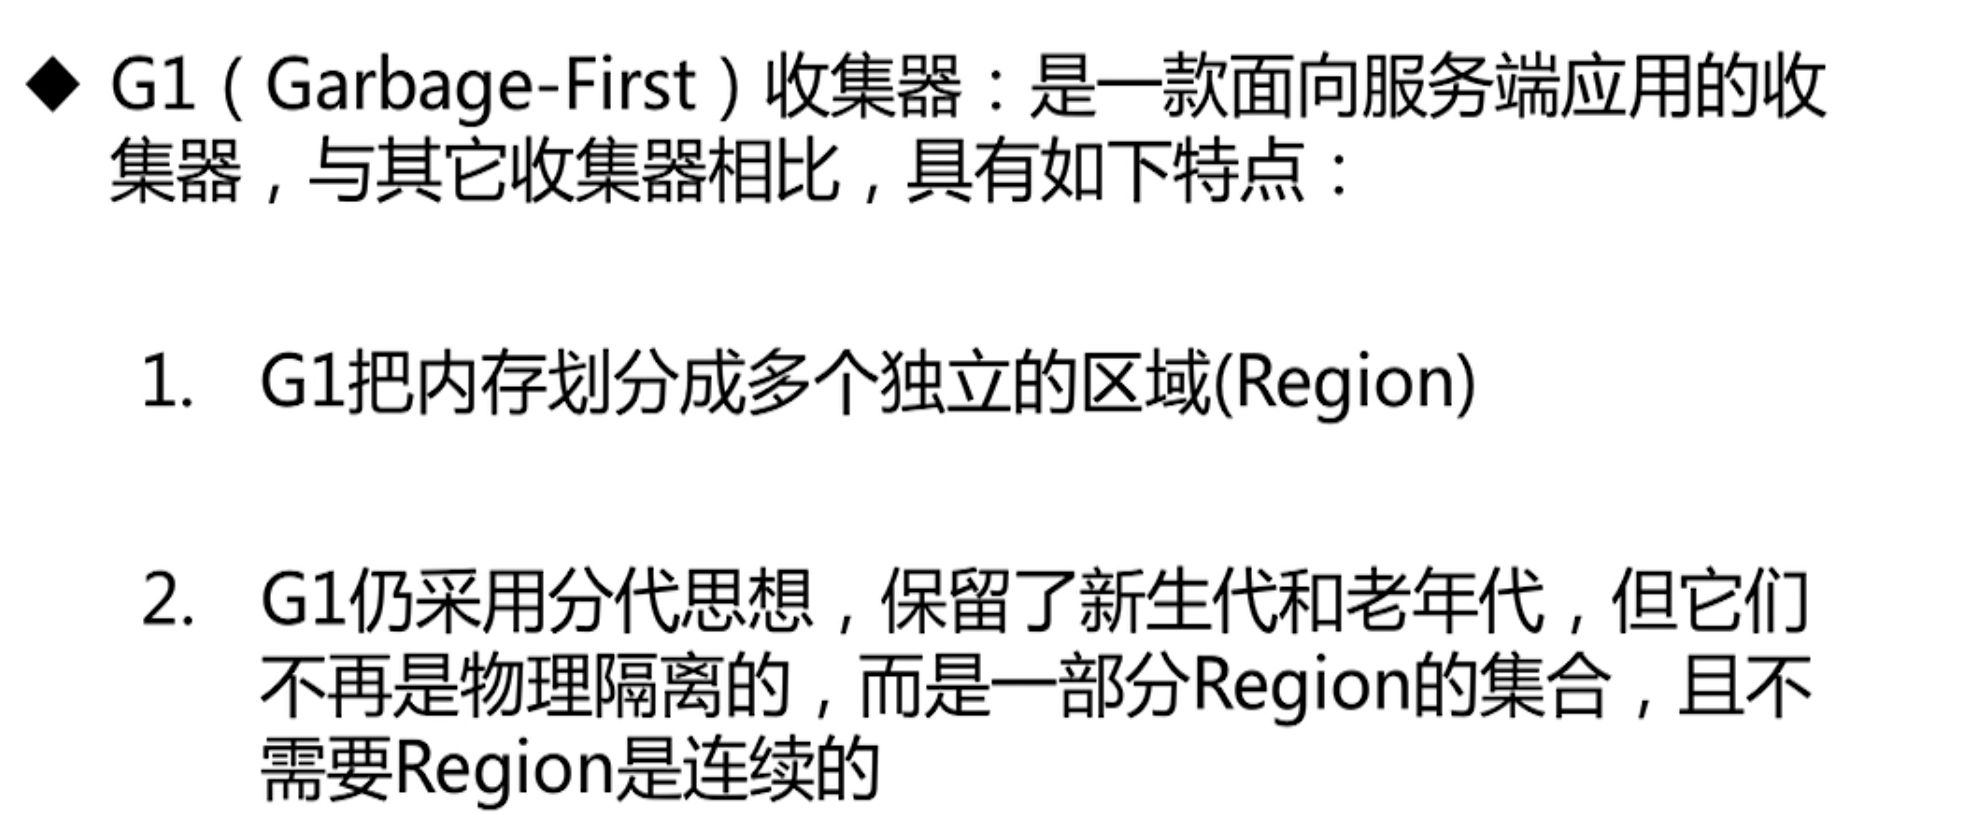 ◆ G1（Garbage-First）收集器：是一款面向服务端应用的收
集器，与其它收集器相比，具有如下特点：
1. G1把内存划分成多个独立的区域(Region)
2. G1仍采用分代思想，保留了新生代和老年代，但它们
不再是物理隔离的，而是一部分Region的集合，且不
需要Region是连续的